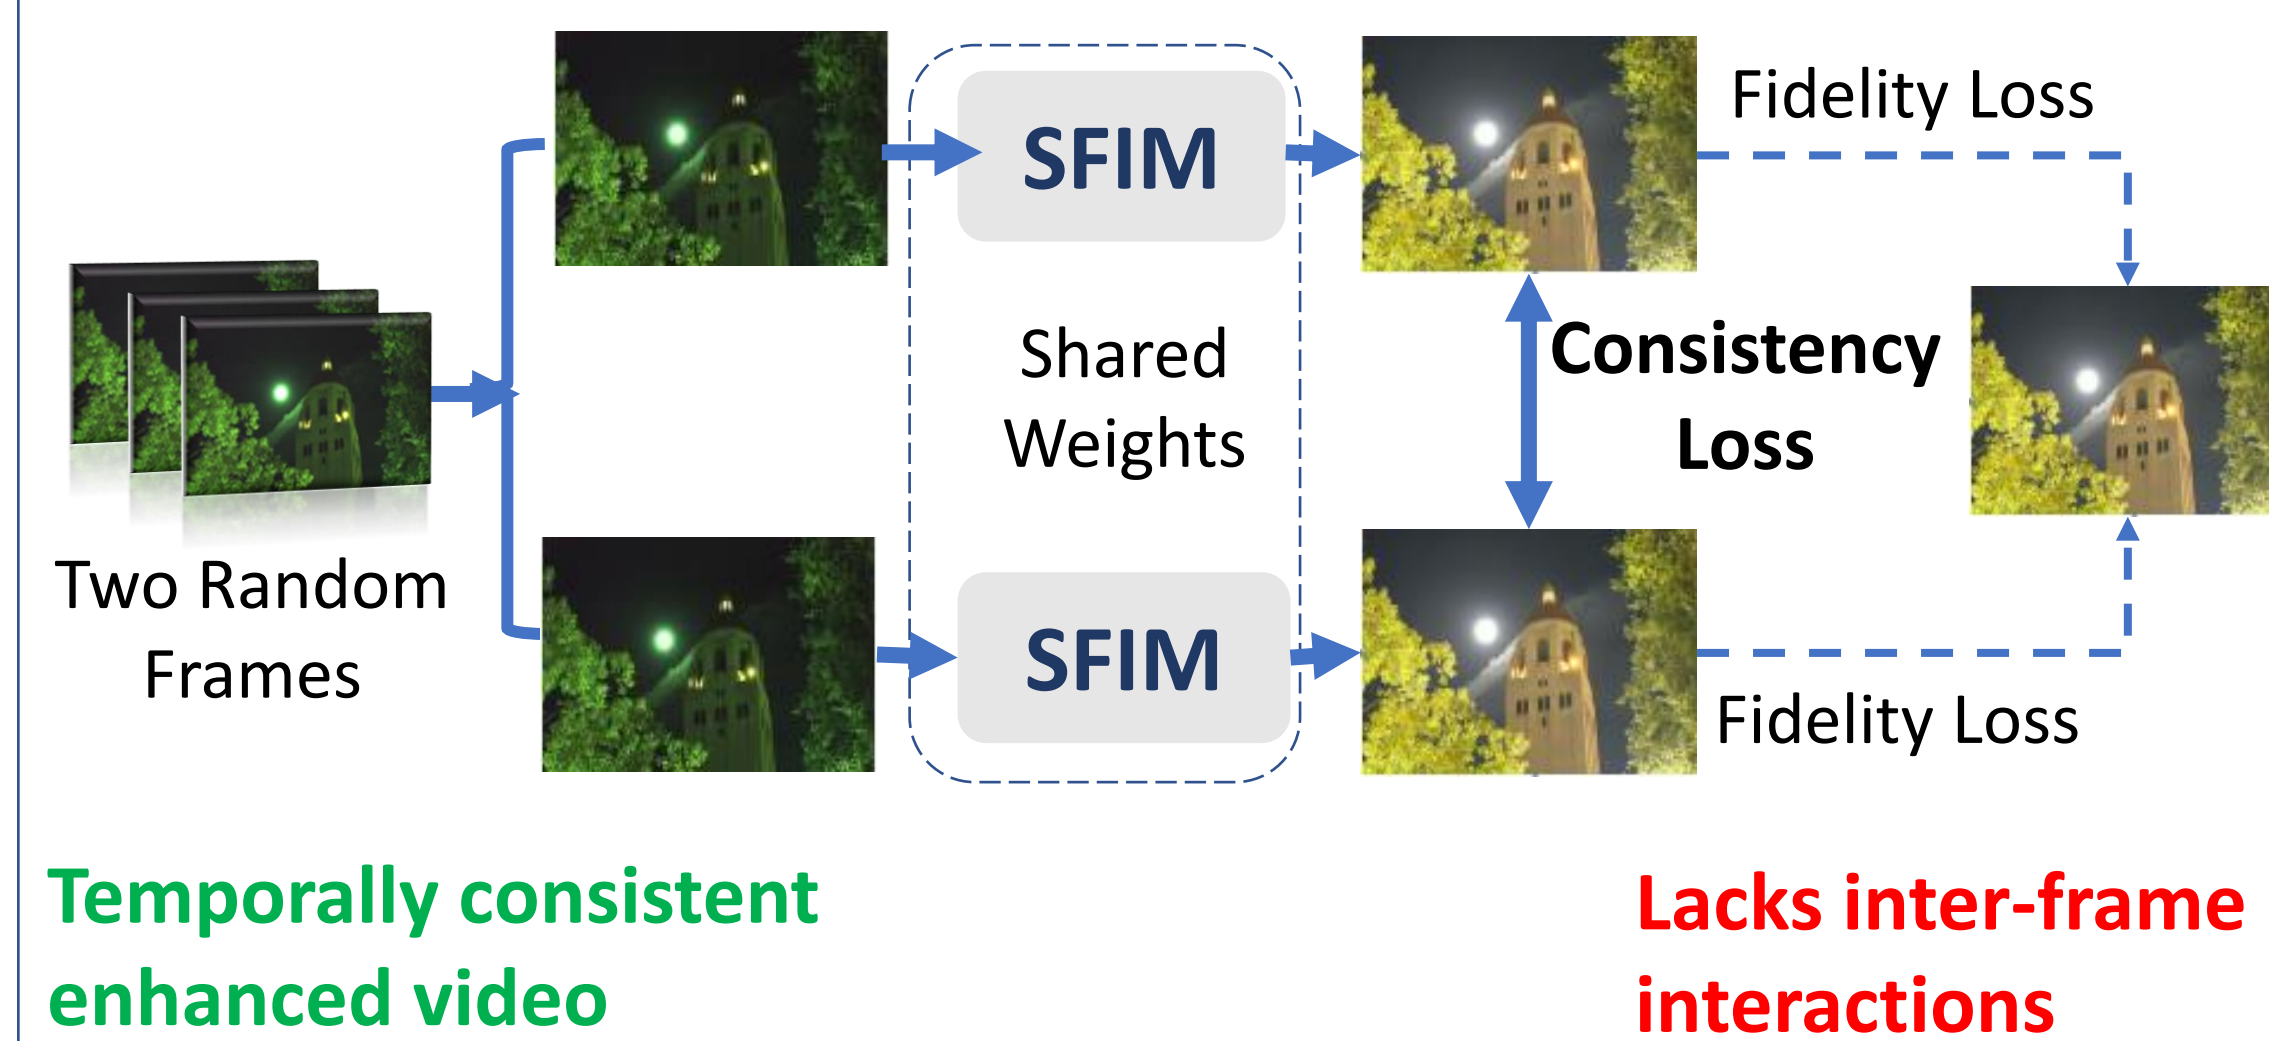 Two Random
Frames
SFIM
Shared
Weights
SFIM
Fidelity Loss
Consistency
Loss
Fidelity Loss
Temporally consistent
enhanced video
Lacks inter-frame
interactions